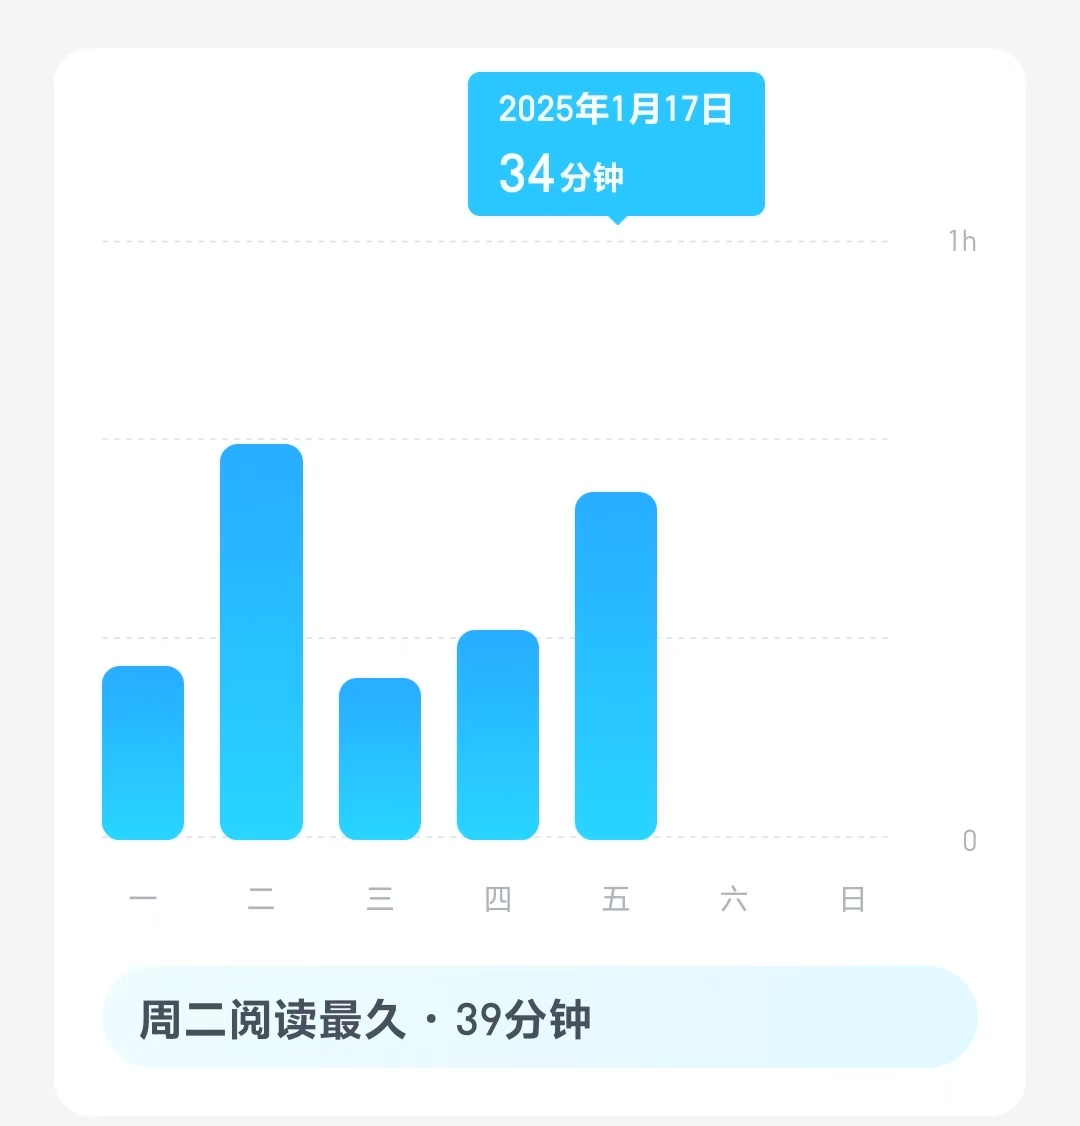 2025年1月17日
34分钟
1h
0
一 二 三 四 五 六 日
周二阅读最久 · 39分钟